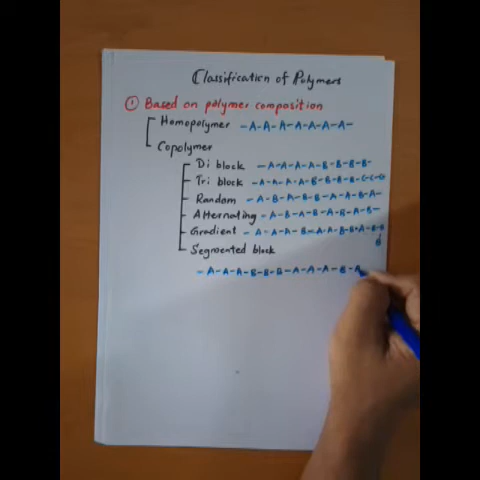 Classification of Polymers
① Based on polymer composition
Homopolymer -A-A-A-A-A-A-A-
Copolymer
Di block -A-A-A-A-B-B-B-B-
Tri block -A-A-A-A-B-B-B-B-C-C-C
Random -A-B-A-B-B-A-A-B-A-
Alternating -A-B-A-B-A-B-A-B-
Gradient -A-A-A-B-A-A-B-B-A-B-B
B
Segmented block
-A-A-A-B-B-B-A-A-A-B-A